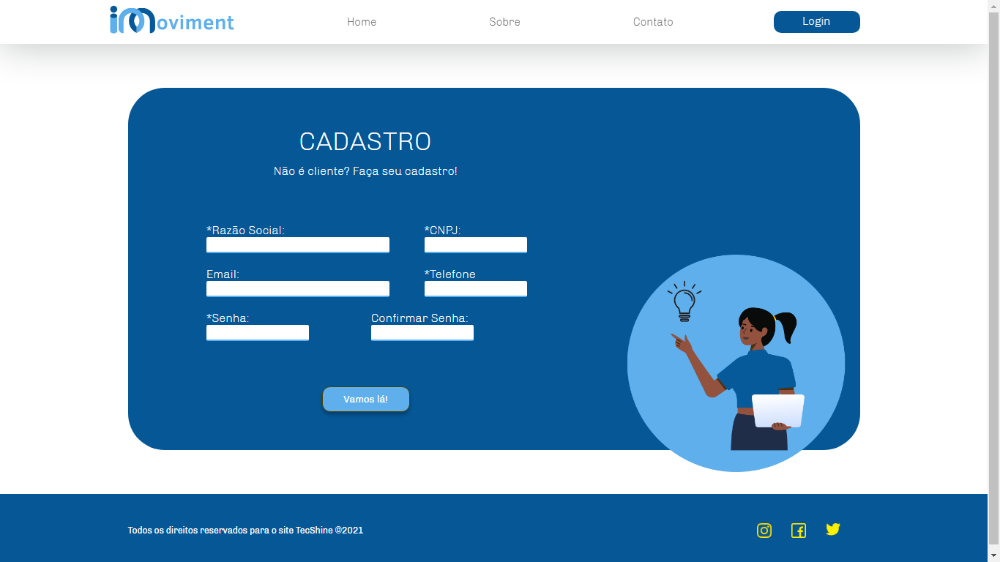 imoviment
Home
Sobre
Contato
Login
CADASTRO
Não é cliente? Faça seu cadastro!
*Razão Social:
*CNPJ:
Email:
*Telefone
*Senha:
Confirmar Senha:
Vamos lá!
Todos os direitos reservados para o site TecShine ©2021